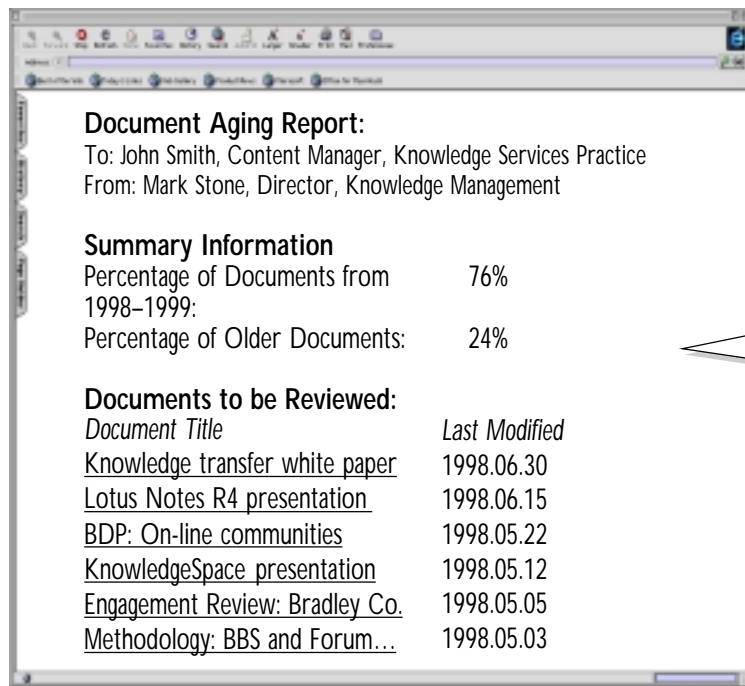 Document Aging Report:
To: John Smith, Content Manager, Knowledge Services Practice
From: Mark Stone, Director, Knowledge Management
Summary Information
Percentage of Documents from 76%
1998–1999:
Percentage of Older Documents: 24%
Documents to be Reviewed:
Document Title Last Modified
Knowledge transfer white paper 1998.06.30
Lotus Notes R4 presentation 1998.06.15
BDP: On-line communities 1998.05.22
KnowledgeSpace presentation 1998.05.12
Engagement Review: Bradley Co. 1998.05.05
Methodology: BBS and Forum… 1998.05.03